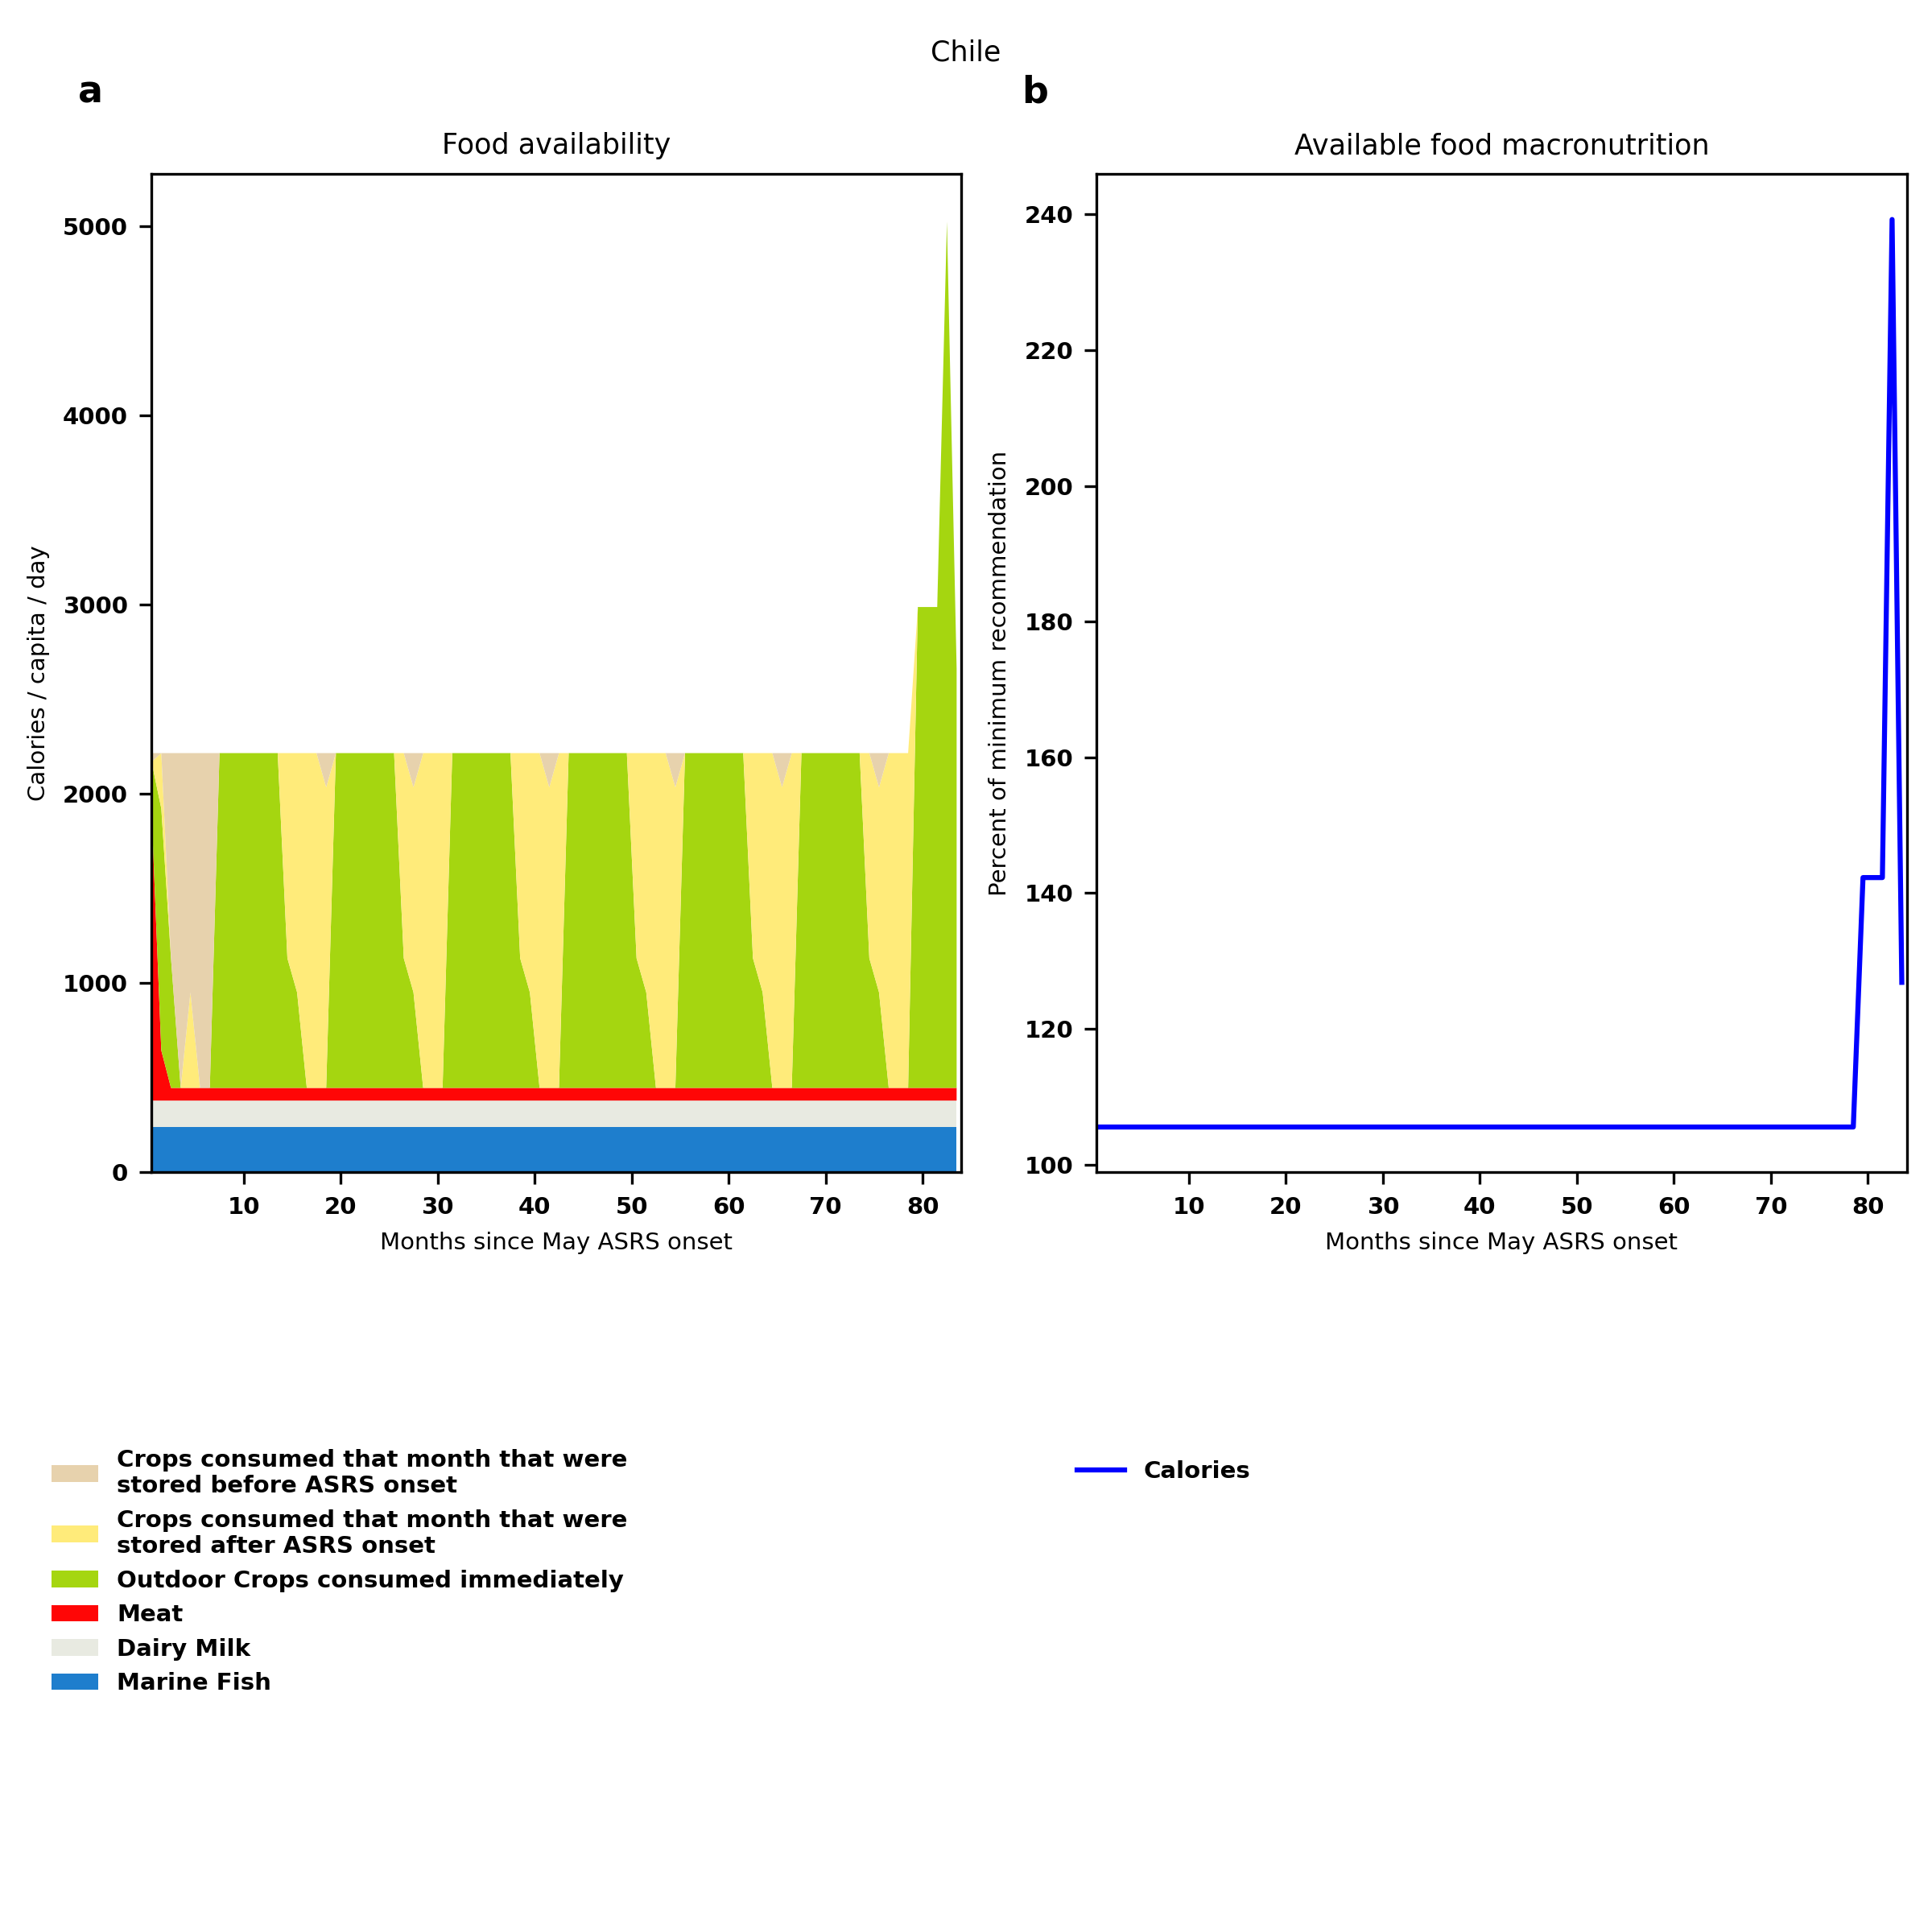 Chile
a
b
Food availability
Available food macronutrition
Calories / capita / day
5000
4000
3000
2000
1000
0
10 20 30 40 50 60 70 80
Months since May ASRS onset
Percent of minimum recommendation
240
220
200
180
160
140
120
100
10 20 30 40 50 60 70 80
Months since May ASRS onset
Crops consumed that month that were
stored before ASRS onset
Crops consumed that month that were
stored after ASRS onset
Outdoor Crops consumed immediately
Meat
Dairy Milk
Marine Fish
Calories